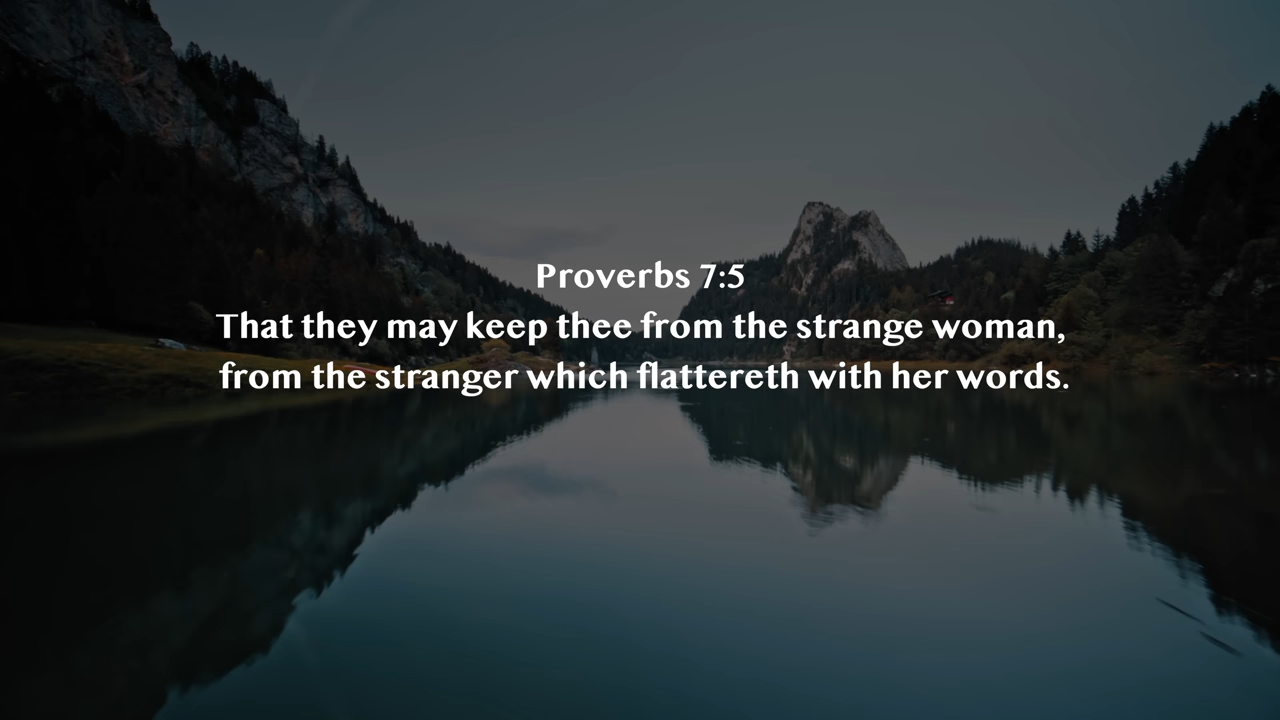 Proverbs 7:5
That they may keep thee from the strange woman,
from the stranger which flattereth with her words.